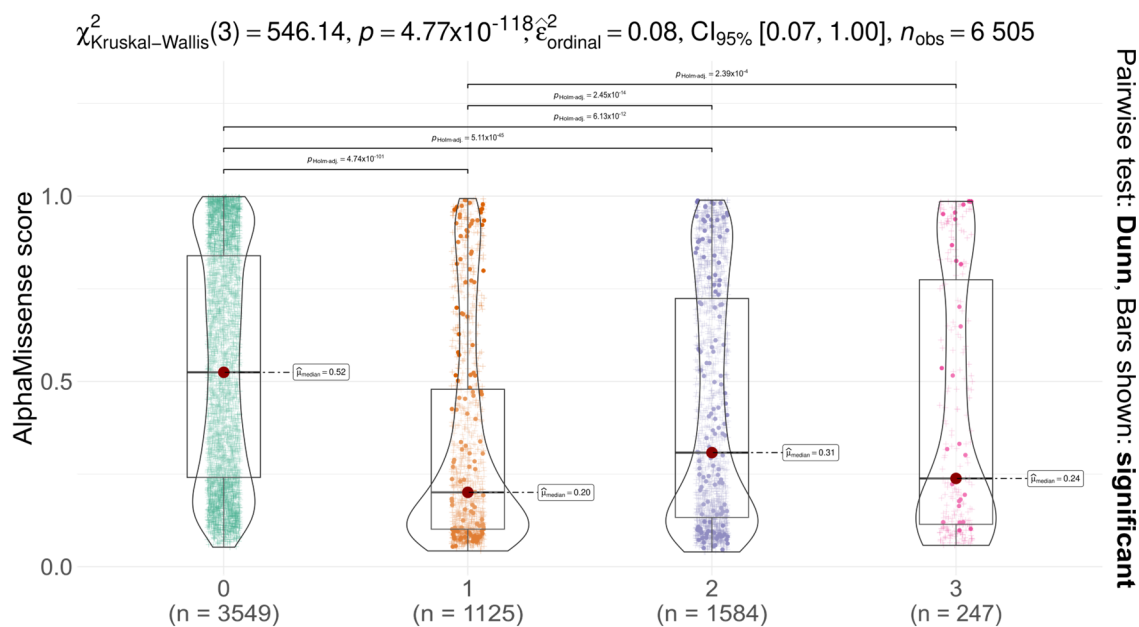 χ²Kruskal−Wallis(3) = 546.14, p = 4.77x10⁻¹¹⁸, ε̂²ordinal = 0.08, CI95% [0.07, 1.00], nobs = 6 505
pHolm-adj. = 2.39x10⁻⁴
pHolm-adj. = 2.45x10⁻¹⁴
pHolm-adj. = 6.13x10⁻¹²
pHolm-adj. = 5.11x10⁻⁴⁵
pHolm-adj. = 4.74x10⁻¹⁰¹
AlphaMissense score
1.0
0.5
0.0
μ̂median = 0.52
μ̂median = 0.20
μ̂median = 0.31
μ̂median = 0.24
0
(n = 3549)
1
(n = 1125)
2
(n = 1584)
3
(n = 247)
Pairwise test: Dunn, Bars shown: significant